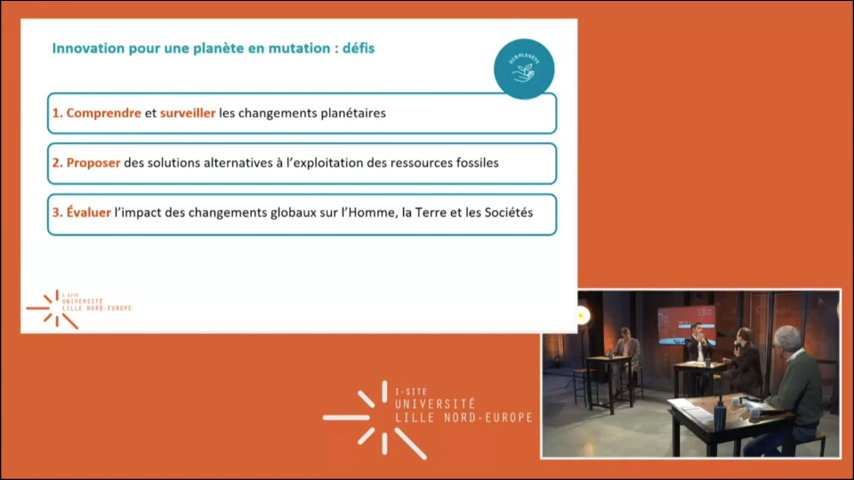 Innovation pour une planète en mutation : défis
HUB PLANÈTE
1. Comprendre et surveiller les changements planétaires
2. Proposer des solutions alternatives à l'exploitation des ressources fossiles
3. Évaluer l'impact des changements globaux sur l'Homme, la Terre et les Sociétés
I-SITE
UNIVERSITÉ
LILLE NORD-EUROPE
I-SITE
UNIVERSITÉ
LILLE NORD-EUROPE